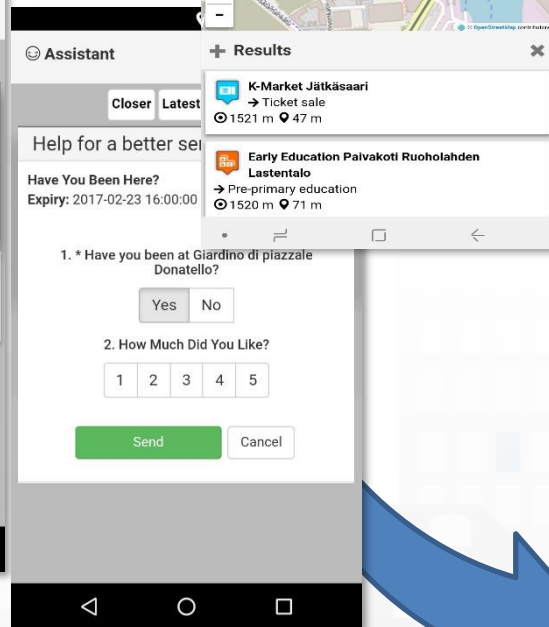 Assistant
Closer Latest
Help for a better ser
Have You Been Here?
Expiry: 2017-02-23 16:00:00
1. * Have you been at Giardino di piazzale
Donatello?
Yes No
2. How Much Did You Like?
1 2 3 4 5
Send Cancel
-
© OpenStreetMap contributors
+ Results ×
K-Market Jätkäsaari
→ Ticket sale
1521 m 47 m
Early Education Paivakoti Ruoholahden
Lastentalo
→ Pre-primary education
1520 m 71 m